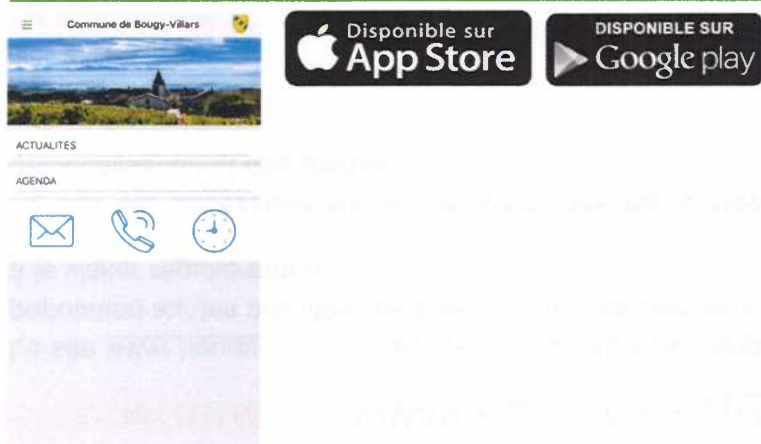 Commune de Bougy-Villars
Disponible sur
App Store
DISPONIBLE SUR
Google play
ACTUALITES
AGENDA